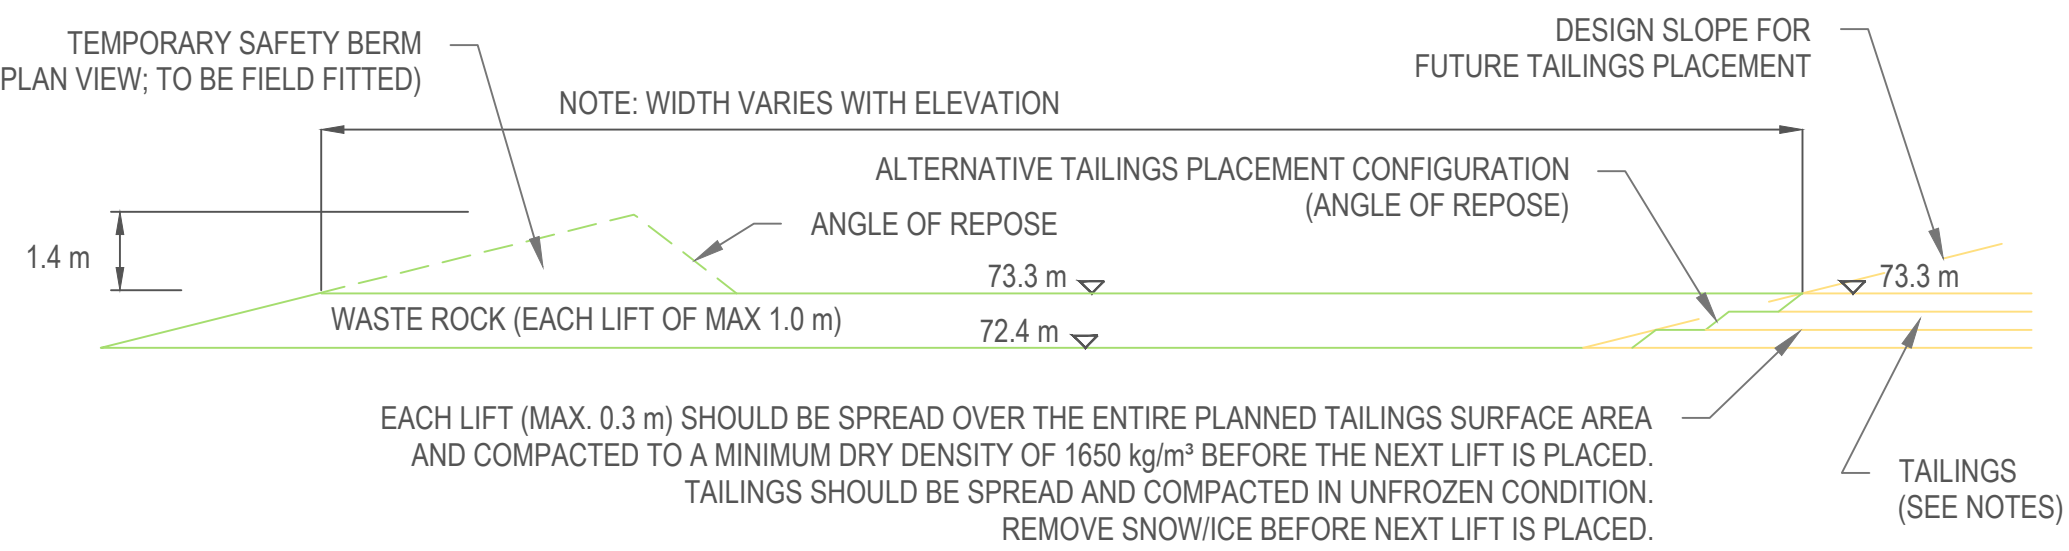 TEMPORARY SAFETY BERM
PLAN VIEW; TO BE FIELD FITTED)
DESIGN SLOPE FOR
FUTURE TAILINGS PLACEMENT
NOTE: WIDTH VARIES WITH ELEVATION
ALTERNATIVE TAILINGS PLACEMENT CONFIGURATION
(ANGLE OF REPOSE)
ANGLE OF REPOSE
1.4 m
73.3 m
73.3 m
WASTE ROCK (EACH LIFT OF MAX 1.0 m)
72.4 m
EACH LIFT (MAX. 0.3 m) SHOULD BE SPREAD OVER THE ENTIRE PLANNED TAILINGS SURFACE AREA
AND COMPACTED TO A MINIMUM DRY DENSITY OF 1650 kg/m³ BEFORE THE NEXT LIFT IS PLACED.
TAILINGS SHOULD BE SPREAD AND COMPACTED IN UNFROZEN CONDITION.
REMOVE SNOW/ICE BEFORE NEXT LIFT IS PLACED.
TAILINGS
(SEE NOTES)